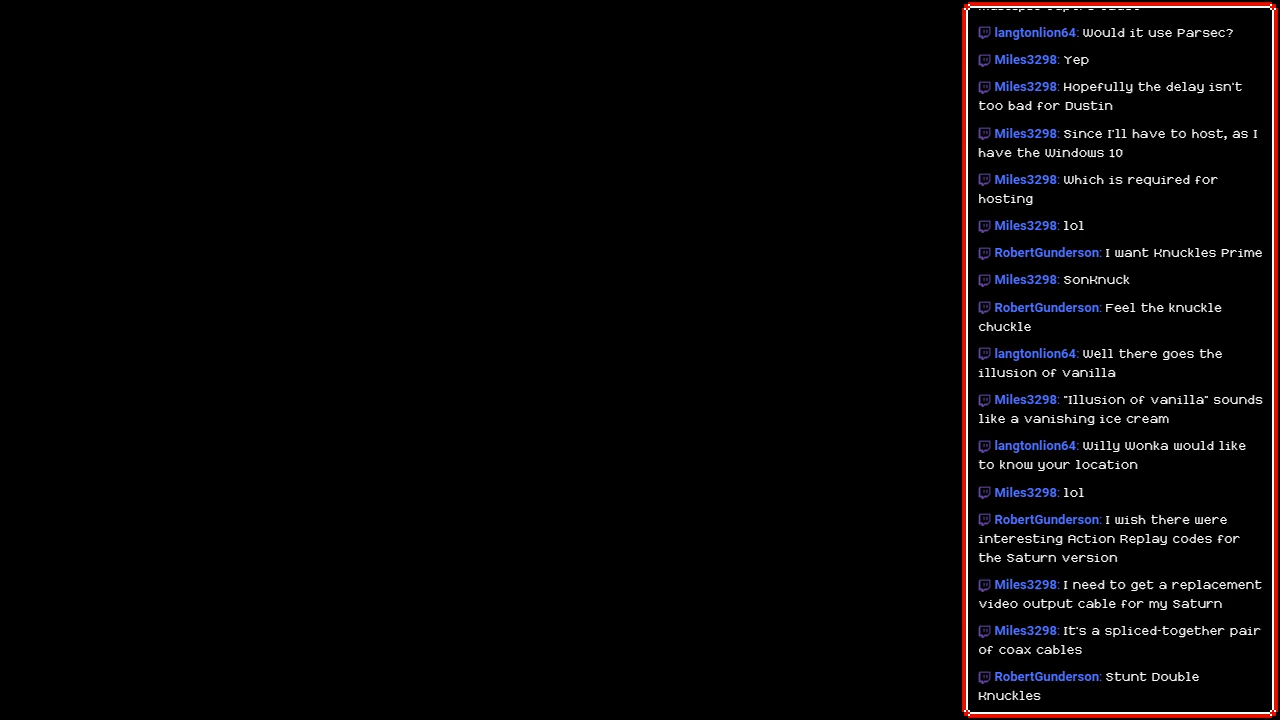 langtonlion64: Would it use Parsec?
Miles3298: Yep
Miles3298: Hopefully the delay isn't
too bad for Dustin
Miles3298: Since I'll have to host, as I
have the Windows 10
Miles3298: Which is required for
hosting
Miles3298: lol
RobertGunderson: I want Knuckles Prime
Miles3298: SonKnuck
RobertGunderson: Feel the knuckle
chuckle
langtonlion64: Well there goes the
illusion of vanilla
Miles3298: "Illusion of vanilla" sounds
like a vanishing ice cream
langtonlion64: Willy Wonka would like
to know your location
Miles3298: lol
RobertGunderson: I wish there were
interesting Action Replay codes for
the Saturn version
Miles3298: I need to get a replacement
video output cable for my Saturn
Miles3298: It's a spliced-together pair
of coax cables
RobertGunderson: Stunt Double
Knuckles